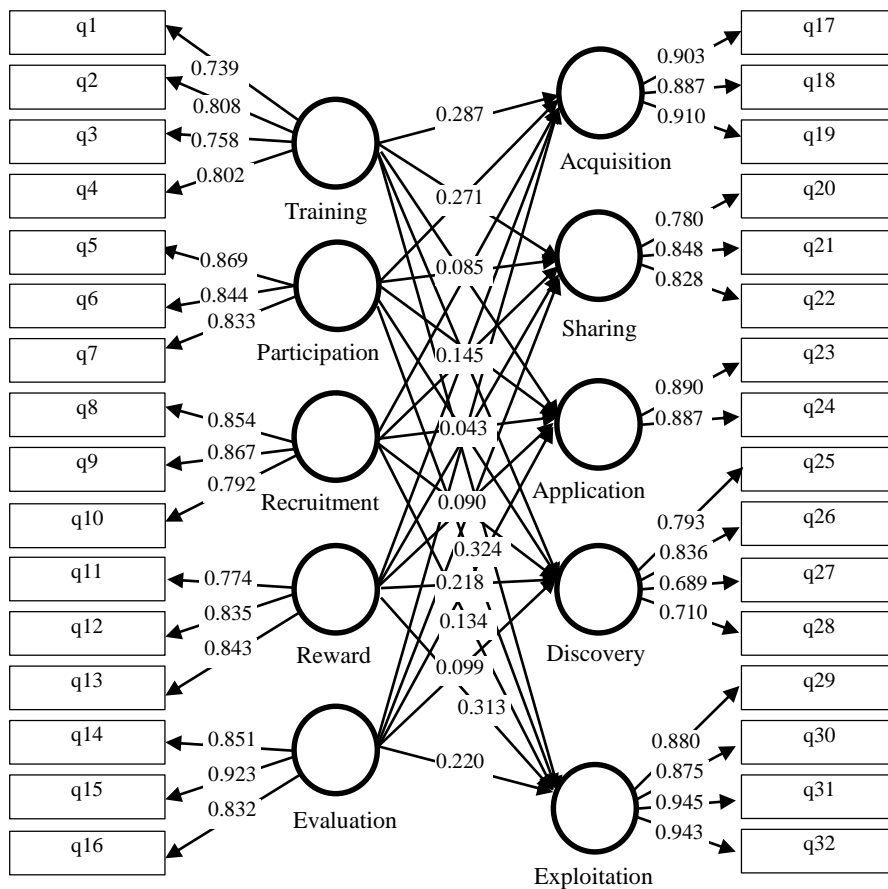 q1
q2
q3
q4
q5
q6
q7
q8
q9
q10
q11
q12
q13
q14
q15
q16
0.739
0.808
0.758
0.802
0.869
0.844
0.833
0.854
0.867
0.792
0.774
0.835
0.843
0.851
0.923
0.832
Training
Participation
Recruitment
Reward
Evaluation
0.287
0.271
0.085
0.145
0.043
0.090
0.324
0.218
0.134
0.099
0.313
0.220
Acquisition
Sharing
Application
Discovery
Exploitation
0.903
0.887
0.910
0.780
0.848
0.828
0.890
0.887
0.793
0.836
0.689
0.710
0.880
0.875
0.945
0.943
q17
q18
q19
q20
q21
q22
q23
q24
q25
q26
q27
q28
q29
q30
q31
q32